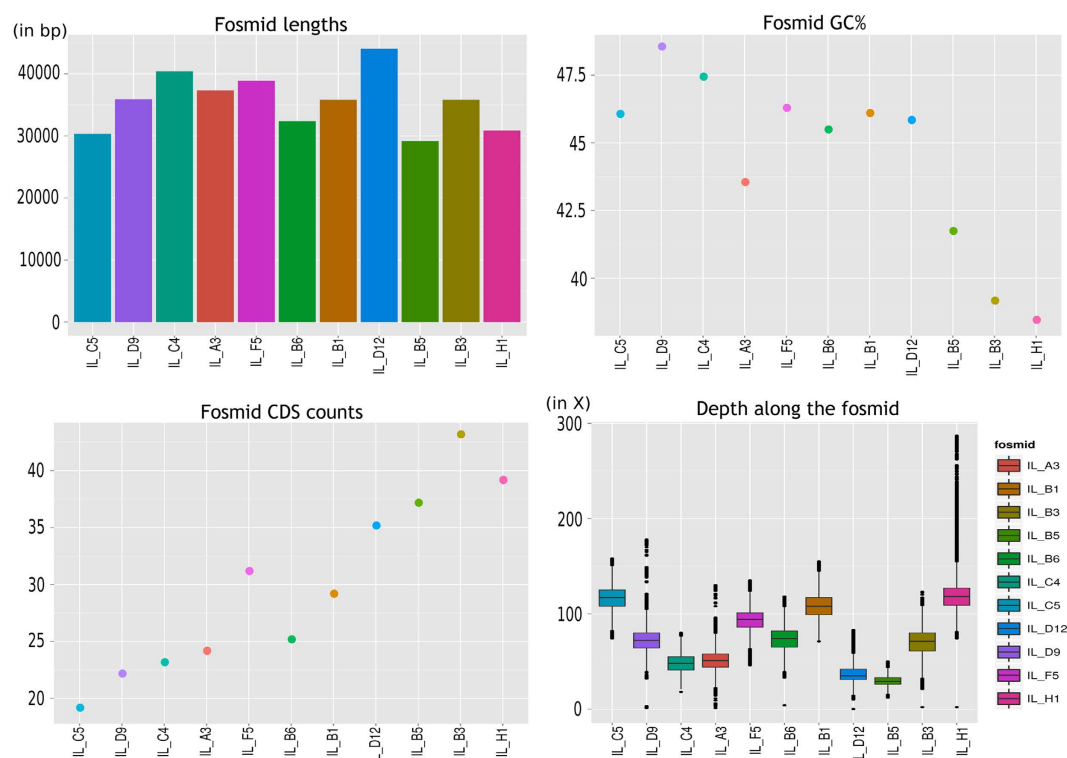 Fosmid lengths
(in bp)
40000
30000
20000
10000
0
IL_C5
IL_D9
IL_C4
IL_A3
IL_F5
IL_B6
IL_B1
IL_D12
IL_B5
IL_B3
IL_H1
Fosmid GC%
47.5
45
42.5
40
IL_C5
IL_D9
IL_C4
IL_A3
IL_F5
IL_B6
IL_B1
IL_D12
IL_B5
IL_B3
IL_H1
Fosmid CDS counts
40
35
30
25
20
IL_C5
IL_D9
IL_C4
IL_A3
IL_F5
IL_B6
IL_B1
L_D12
IL_B5
IL_B3
IL_H1
Depth along the fosmid
(in X)
300
200
100
0
IL_C5
IL_D9
IL_C4
IL_A3
IL_F5
IL_B6
IL_B1
L_D12
IL_B5
IL_B3
IL_H1
fosmid
IL_A3
IL_B1
IL_B3
IL_B5
IL_B6
IL_C4
IL_C5
IL_D12
IL_D9
IL_F5
IL_H1